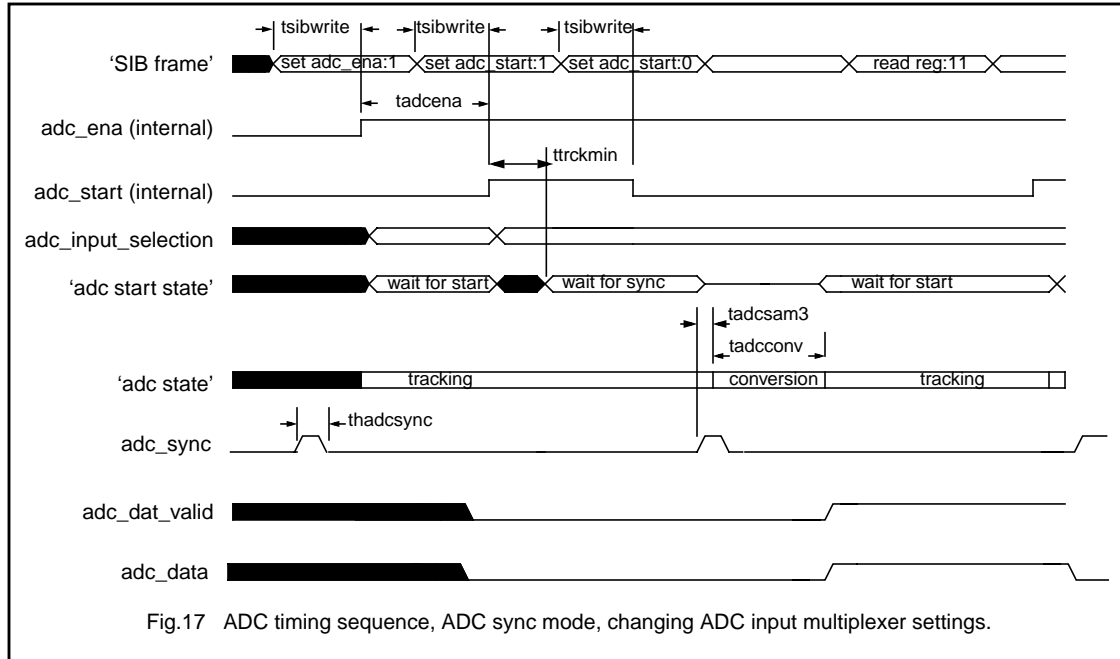 tsibwrite tsibwrite tsibwrite
'SIB frame' set adc_ena:1 set adc_start:1 set adc_start:0 read reg:11
tadcena
adc_ena (internal)
ttrckmin
adc_start (internal)
adc_input_selection
'adc start state' wait for start wait for sync wait for start
tadcsam3
tadcconv
'adc state' tracking conversion tracking
thadcsync
adc_sync
adc_dat_valid
adc_data
Fig.17 ADC timing sequence, ADC sync mode, changing ADC input multiplexer settings.